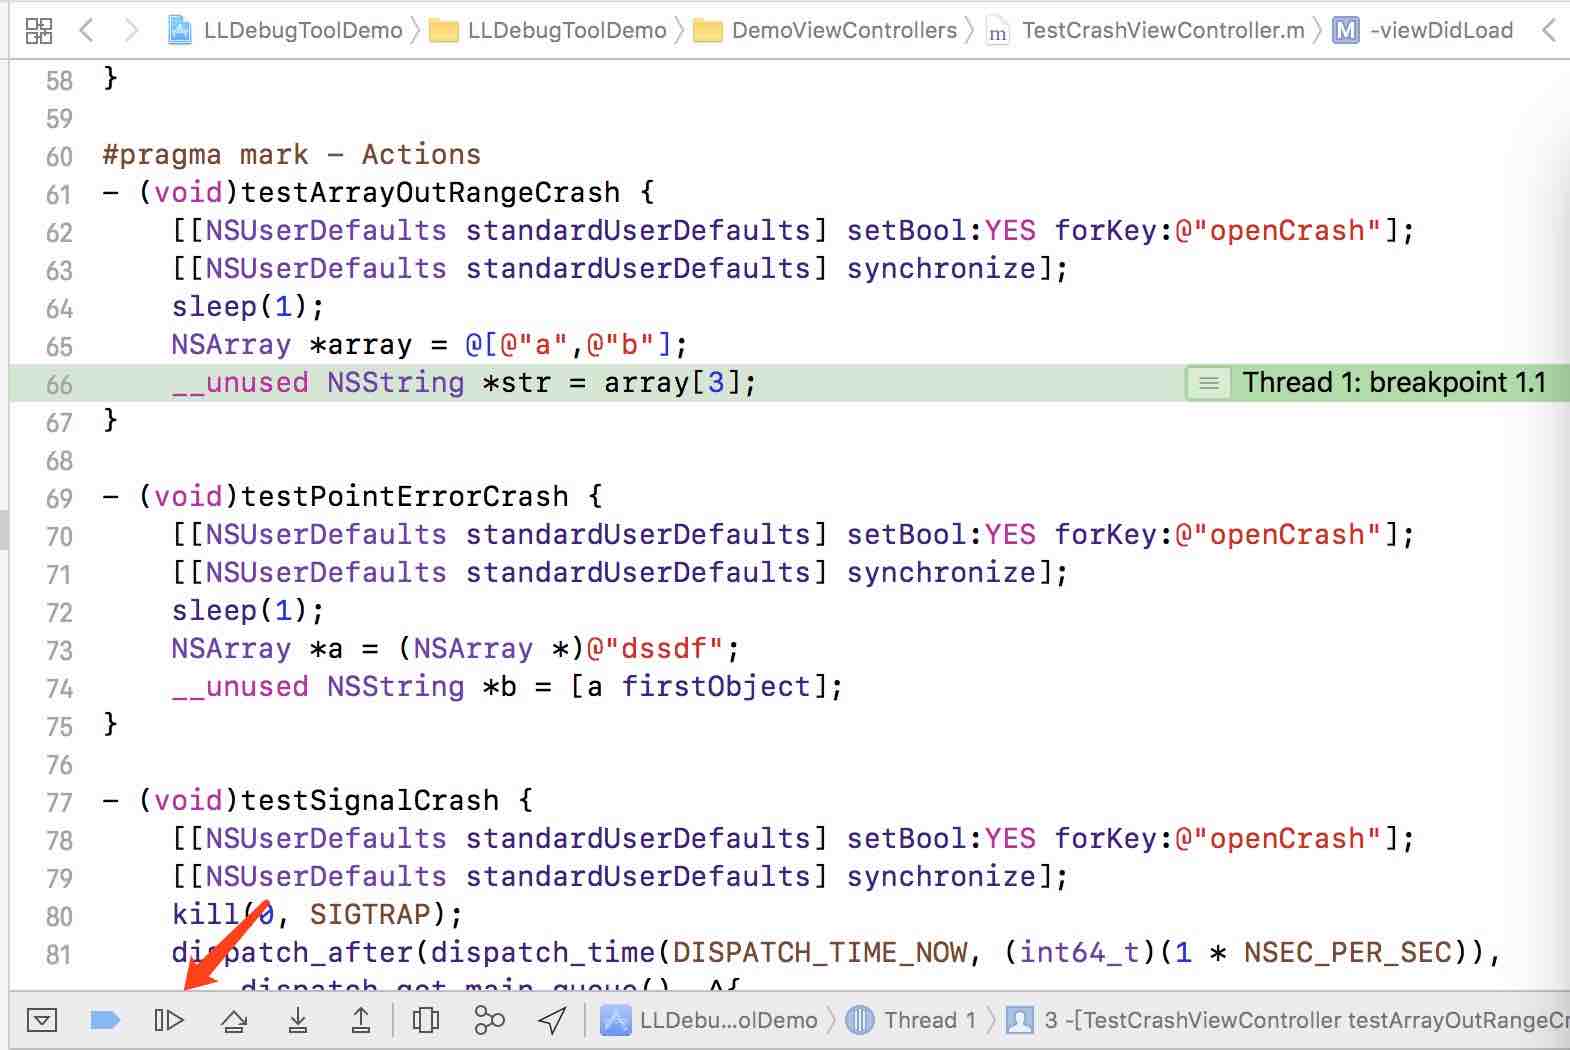 LLDebugToolDemo LLDebugToolDemo DemoViewControllers m TestCrashViewController.m M -viewDidLoad
58 }
59
60 #pragma mark - Actions
61 - (void)testArrayOutRangeCrash {
62 [[NSUserDefaults standardUserDefaults] setBool:YES forKey:@"openCrash"];
63 [[NSUserDefaults standardUserDefaults] synchronize];
64 sleep(1);
65 NSArray *array = @[@"a",@"b"];
66 __unused NSString *str = array[3]; Thread 1: breakpoint 1.1
67 }
68
69 - (void)testPointErrorCrash {
70 [[NSUserDefaults standardUserDefaults] setBool:YES forKey:@"openCrash"];
71 [[NSUserDefaults standardUserDefaults] synchronize];
72 sleep(1);
73 NSArray *a = (NSArray *)@"dssdf";
74 __unused NSString *b = [a firstObject];
75 }
76
77 - (void)testSignalCrash {
78 [[NSUserDefaults standardUserDefaults] setBool:YES forKey:@"openCrash"];
79 [[NSUserDefaults standardUserDefaults] synchronize];
80 kill(0, SIGTRAP);
81 dispatch_after(dispatch_time(DISPATCH_TIME_NOW, (int64_t)(1 * NSEC_PER_SEC)),
dispatch_get_main_queue(), ^{
LLDebu...olDemo Thread 1 3 -[TestCrashViewController testArrayOutRangeCr